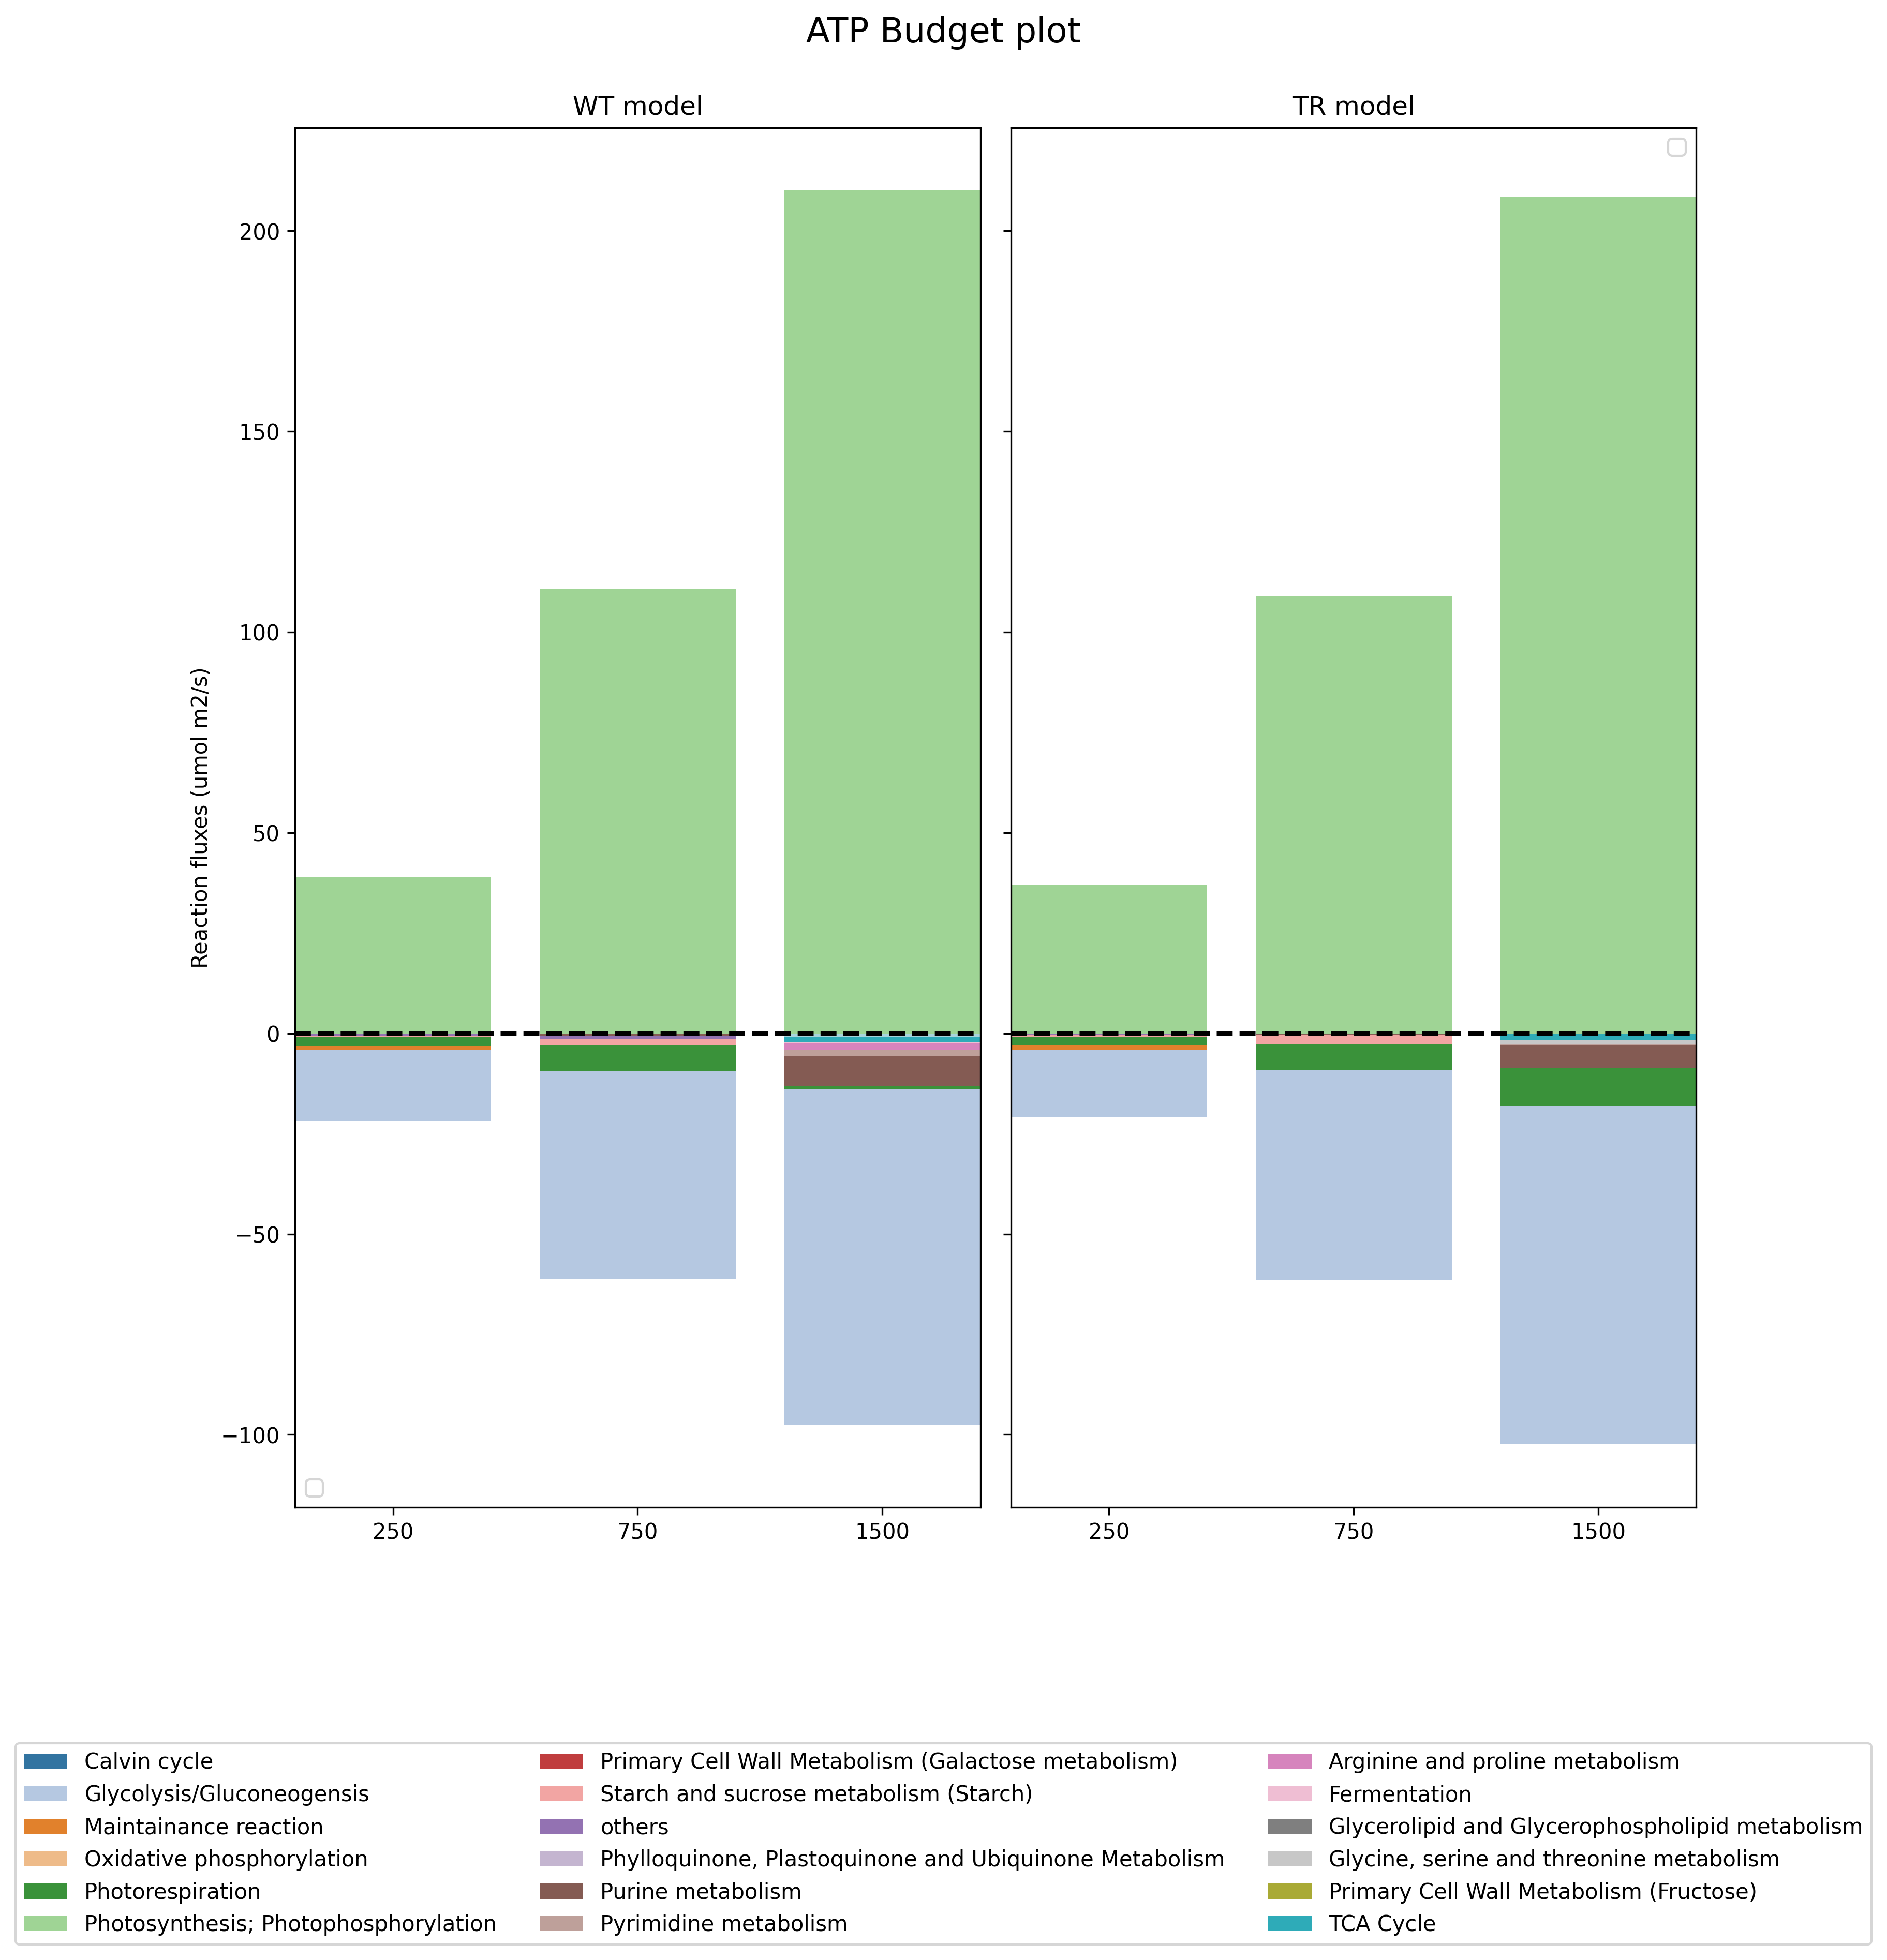 ATP Budget plot
WT model
TR model
Reaction fluxes (umol m2/s)
200
150
100
50
0
−50
−100
250 750 1500
250 750 1500
Calvin cycle
Glycolysis/Gluconeogensis
Maintainance reaction
Oxidative phosphorylation
Photorespiration
Photosynthesis; Photophosphorylation
Primary Cell Wall Metabolism (Galactose metabolism)
Starch and sucrose metabolism (Starch)
others
Phylloquinone, Plastoquinone and Ubiquinone Metabolism
Purine metabolism
Pyrimidine metabolism
Arginine and proline metabolism
Fermentation
Glycerolipid and Glycerophospholipid metabolism
Glycine, serine and threonine metabolism
Primary Cell Wall Metabolism (Fructose)
TCA Cycle